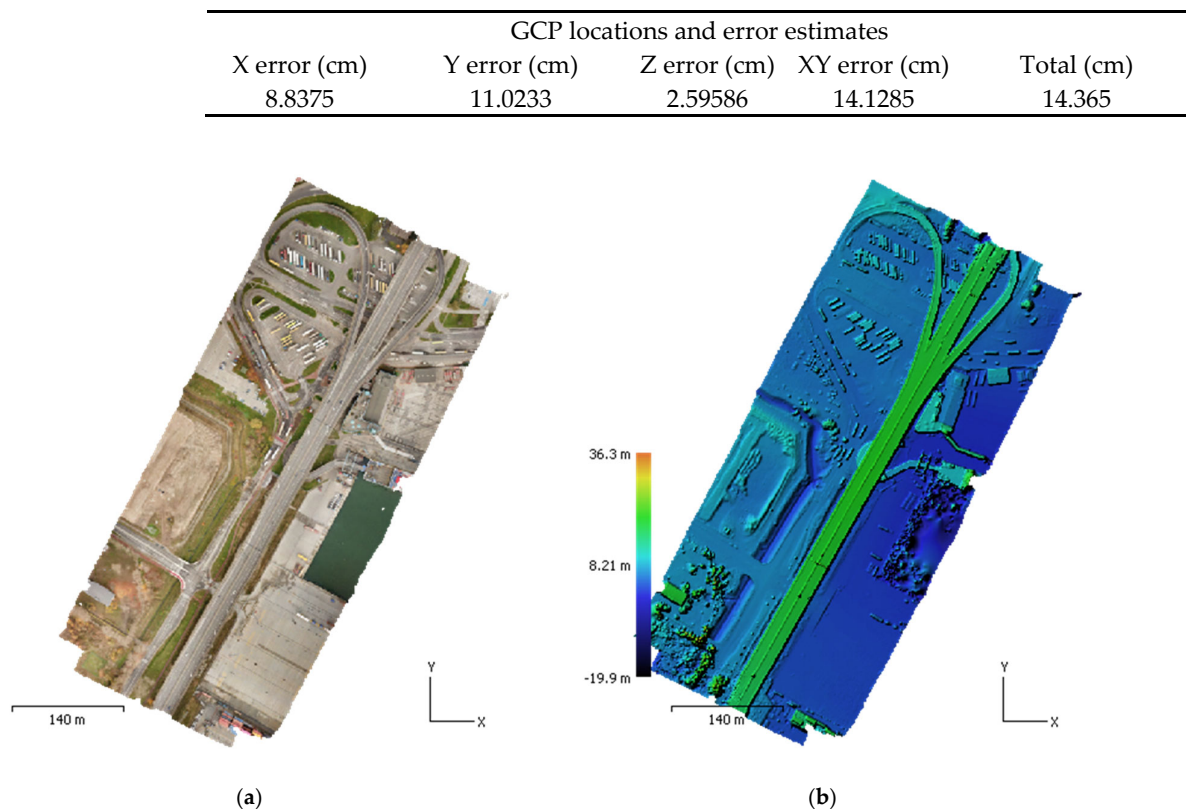 GCP locations and error estimates
X error (cm) Y error (cm) Z error (cm) XY error (cm) Total (cm)
8.8375 11.0233 2.59586 14.1285 14.365
36.3 m
8.21 m
-19.9 m
140 m
Y
X
140 m
Y
X
(a) (b)